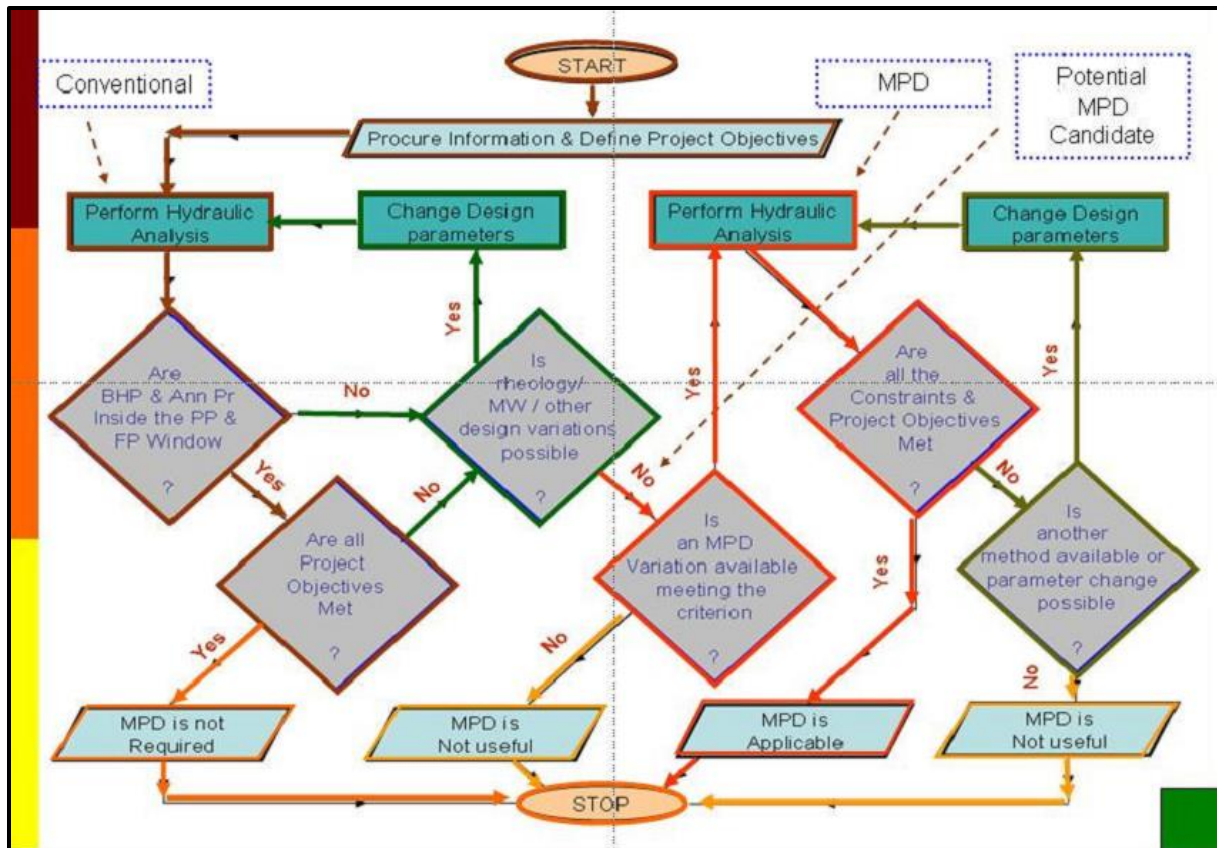 START
Conventional
MPD
Potential
MPD
Candidate
Procure Information & Define Project Objectives
Perform Hydraulic
Analysis
Change Design
parameters
Perform Hydraulic
Analysis
Change Design
parameters
Yes
Yes
Yes
Are
BHP & Ann Pr
Inside the PP &
FP Window
?
No
Is
rheology/
MW / other
design variations
possible
?
Are
all the
Constraints &
Project Objectives
Met
?
Yes
No
No
No
Are all
Project
Objectives
Met
?
Is
an MPD
Variation available
meeting the
criterion
?
Yes
Is
another
method available or
parameter change
possible
?
Yes
No
No
MPD is not
Required
MPD is
Not useful
MPD is
Applicable
MPD is
Not useful
STOP